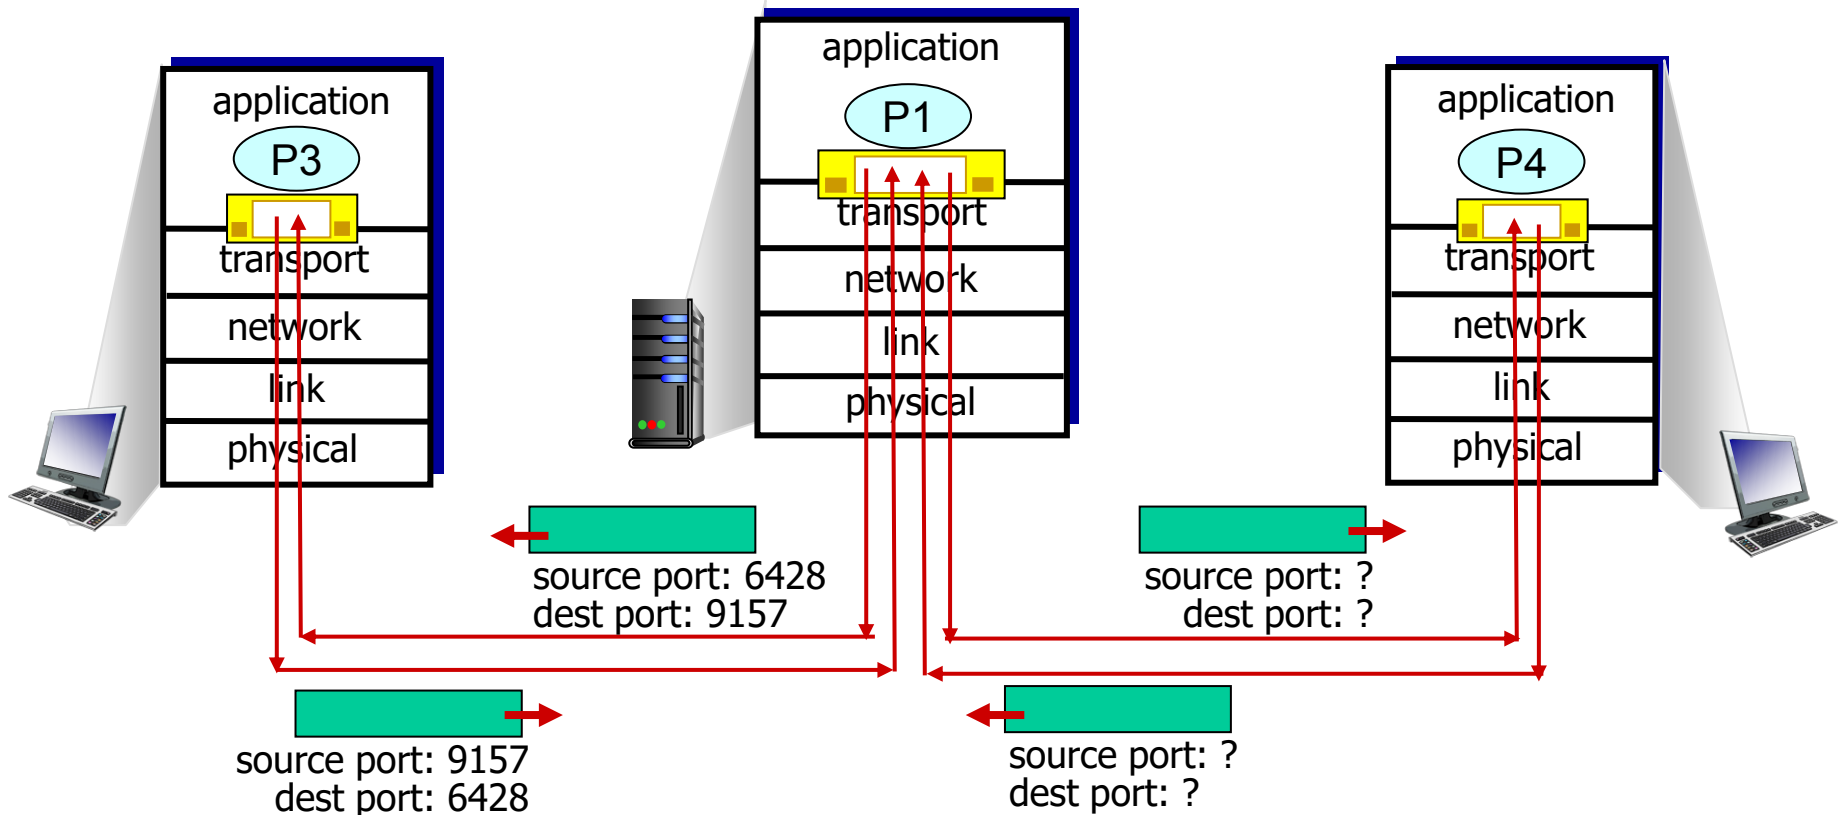 application
P3
transport
network
link
physical
application
P1
transport
network
link
physical
application
P4
transport
network
link
physical
source port: 6428
dest port: 9157
source port: ?
dest port: ?
source port: 9157
dest port: 6428
source port: ?
dest port: ?